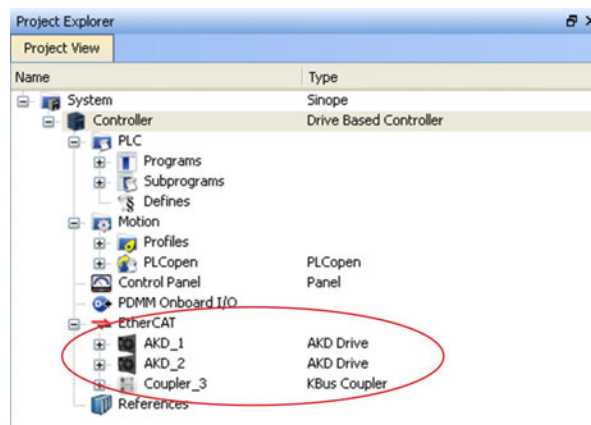 Project Explorer
Project View
Name Type
System Sinope
Controller Drive Based Controller
PLC
Programs
Subprograms
Defines
Motion
Profiles
PLCopen PLCopen
Control Panel Panel
PDMM Onboard I/O
EtherCAT
AKD_1 AKD Drive
AKD_2 AKD Drive
Coupler_3 KBus Coupler
References